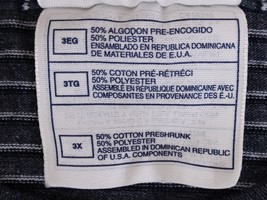 3EG
50% ALGODON PRE-ENCOGIDO
50% POLIESTER
ENSAMBLADO EN REPUBLICA DOMINICANA
DE MATERIALES DE E.U.A.
3TG
50% COTON PRÉ-RÉTRÉCI
50% POLYESTER
ASSEMBLÉ EN RÉPUBLIQUE DOMINICAINE AVEC
COMPOSANTES EN PROVENANCE DES E.-U.
3X
50% COTTON PRESHRUNK
50% POLYESTER
ASSEMBLED IN DOMINICAN REPUBLIC
OF U.S.A. COMPONENTS